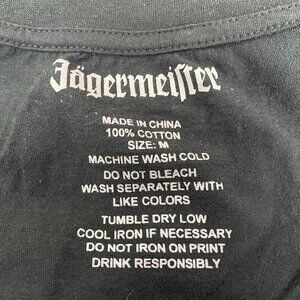 Jägermeiſter
MADE IN CHINA
100% COTTON
SIZE: M
MACHINE WASH COLD
DO NOT BLEACH
WASH SEPARATELY WITH
LIKE COLORS
TUMBLE DRY LOW
COOL IRON IF NECESSARY
DO NOT IRON ON PRINT
DRINK RESPONSIBLY